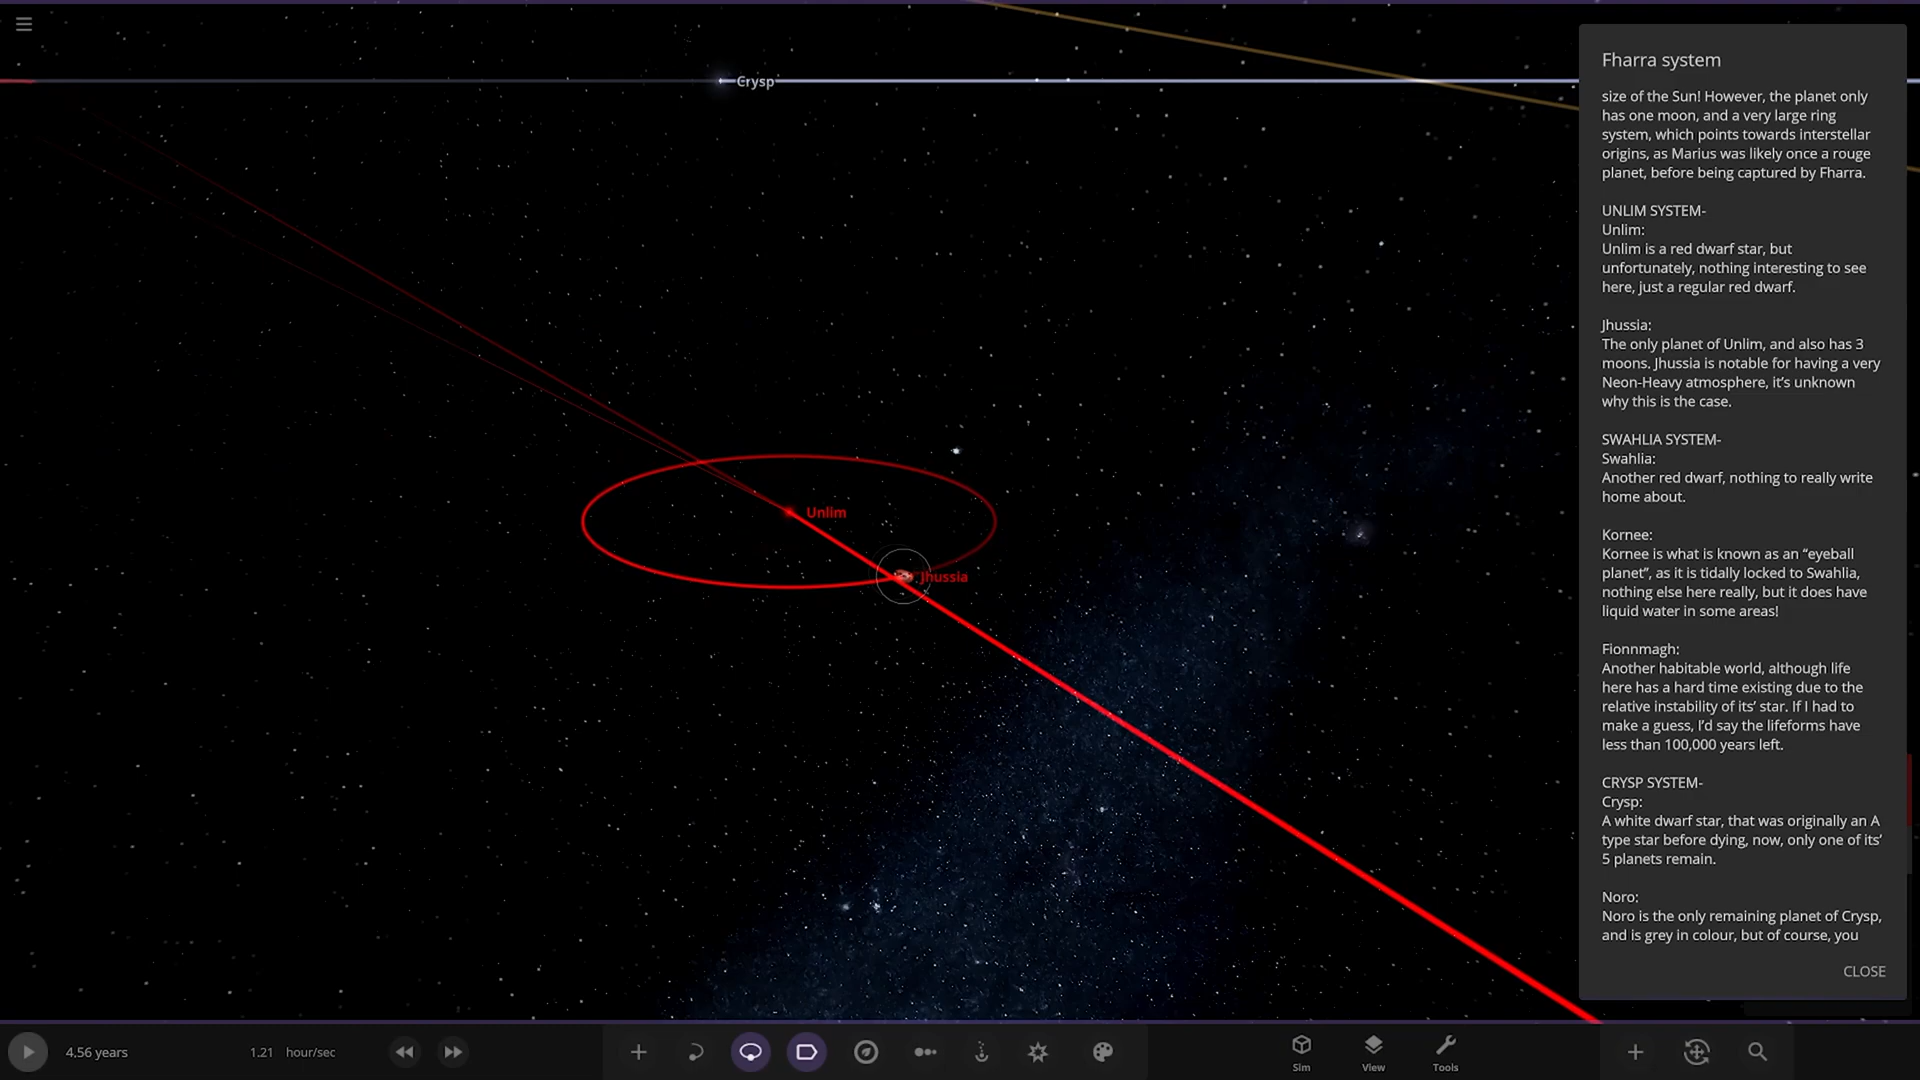 Crysp
Unlim
Jhussia
Fharra system
size of the Sun! However, the planet only
has one moon, and a very large ring
system, which points towards interstellar
origins, as Marius was likely once a rouge
planet, before being captured by Fharra.
UNLIM SYSTEM-
Unlim:
Unlim is a red dwarf star, but
unfortunately, nothing interesting to see
here, just a regular red dwarf.
Jhussia:
The only planet of Unlim, and also has 3
moons. Jhussia is notable for having a very
Neon-Heavy atmosphere, it’s unknown
why this is the case.
SWAHLIA SYSTEM-
Swahlia:
Another red dwarf, nothing to really write
home about.
Kornee:
Kornee is what is known as an “eyeball
planet”, as it is tidally locked to Swahlia,
nothing else here really, but it does have
liquid water in some areas!
Fionnmagh:
Another habitable world, although life
here has a hard time existing due to the
relative instability of its’ star. If I had to
make a guess, I’d say the lifeforms have
less than 100,000 years left.
CRYSP SYSTEM-
Crysp:
A white dwarf star, that was originally an A
type star before dying, now, only one of its’
5 planets remain.
Noro:
Noro is the only remaining planet of Crysp,
and is grey in colour, but of course, you
CLOSE
4.56 years
1.21 hour/sec
Sim
View
Tools